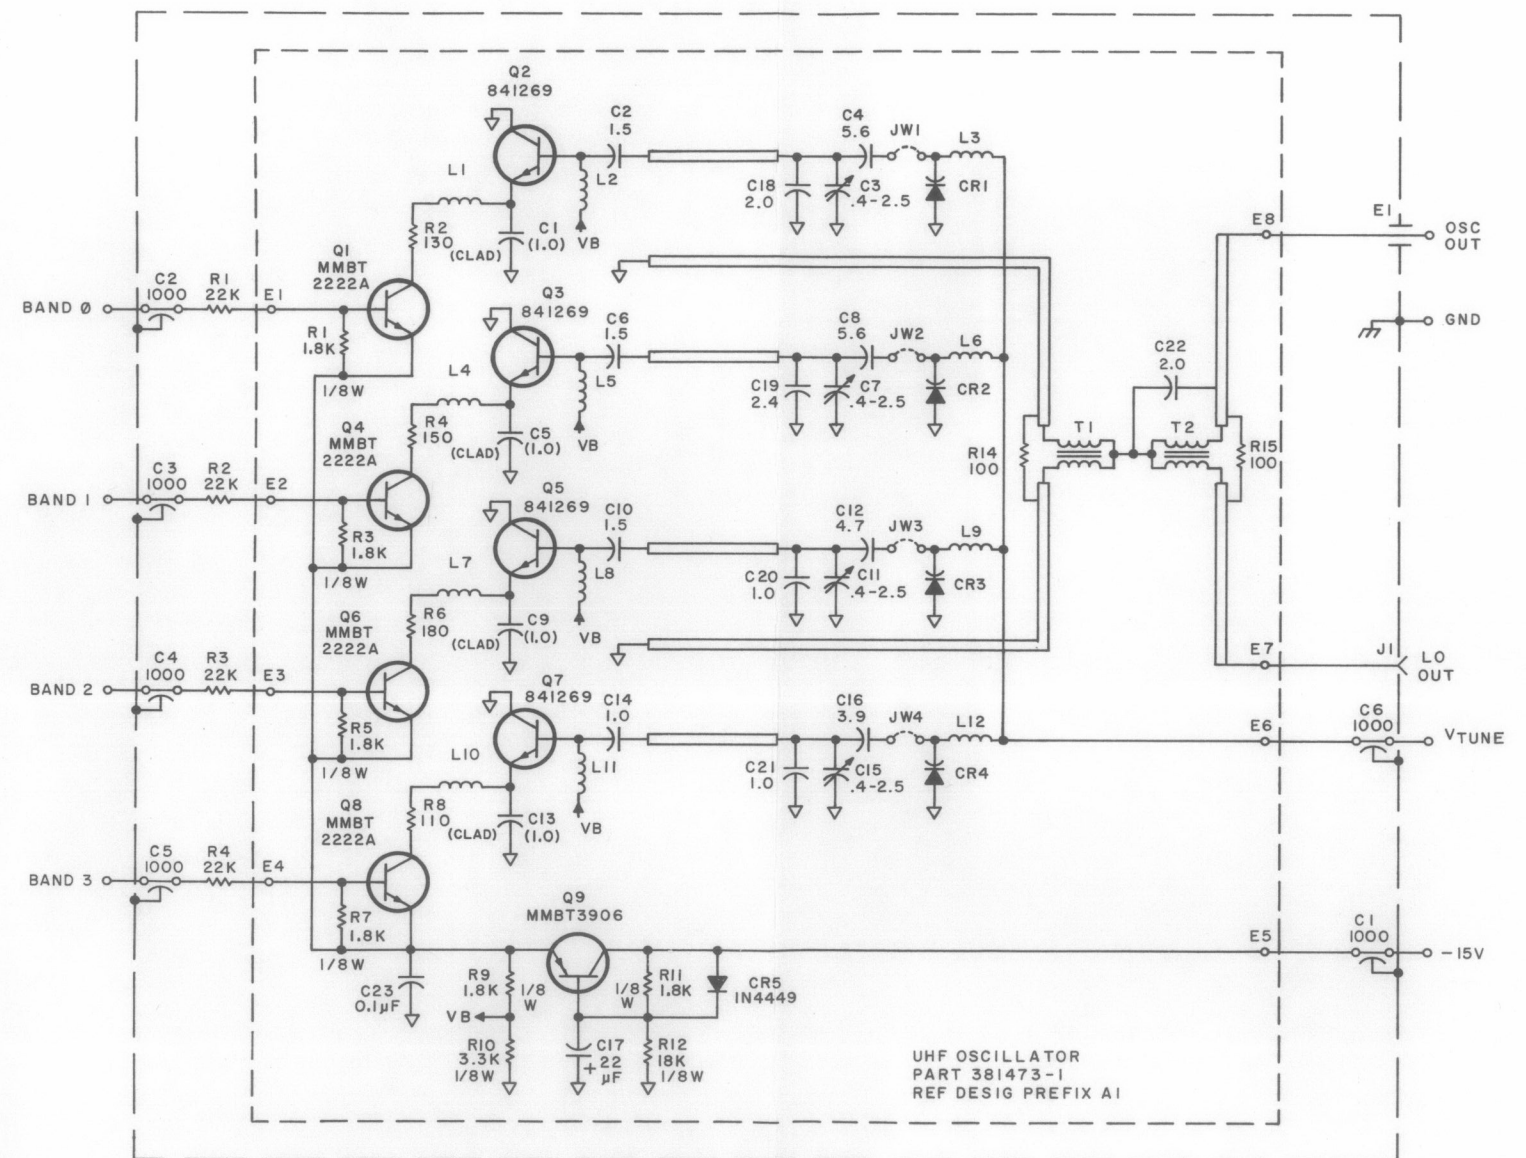 Q2
841269
C2
1.5
L2
VB
L1
R2
130
C1
(1.0)
(CLAD)
C4
5.6
JW1
L3
C18
2.0
C3
.4-2.5
CR1
Q1
MMBT
2222A
BAND Ø
C2
1000
R1
22K
E1
R1
1.8K
1/8W
Q3
841269
C6
1.5
L5
VB
L4
R4
150
C5
(1.0)
(CLAD)
C8
5.6
JW2
L6
C19
2.4
C7
.4-2.5
CR2
Q4
MMBT
2222A
BAND 1
C3
1000
R2
22K
E2
R3
1.8K
1/8W
Q5
841269
C10
1.5
L8
VB
L7
R6
180
C9
(1.0)
(CLAD)
C12
4.7
JW3
L9
C20
1.0
C11
.4-2.5
CR3
Q6
MMBT
2222A
BAND 2
C4
1000
R3
22K
E3
R5
1.8K
1/8W
Q7
841269
C14
1.0
L11
VB
L10
R8
110
C13
(1.0)
(CLAD)
C16
3.9
JW4
L12
C21
1.0
C15
.4-2.5
CR4
Q8
MMBT
2222A
BAND 3
C5
1000
R4
22K
E4
R7
1.8K
1/8W
C23
0.1µF
Q9
MMBT3906
R9
1.8K
1/8
W
VB
R10
3.3K
1/8W
C17
22
µF
+
R11
1.8K
1/8
W
R12
18K
1/8W
CR5
IN4449
E8
E1
OSC
OUT
GND
C22
2.0
T1
T2
R14
100
R15
100
E7
J1
LO
OUT
E6
C6
1000
VTUNE
E5
C1
1000
-15V
UHF OSCILLATOR
PART 381473-1
REF DESIG PREFIX A1